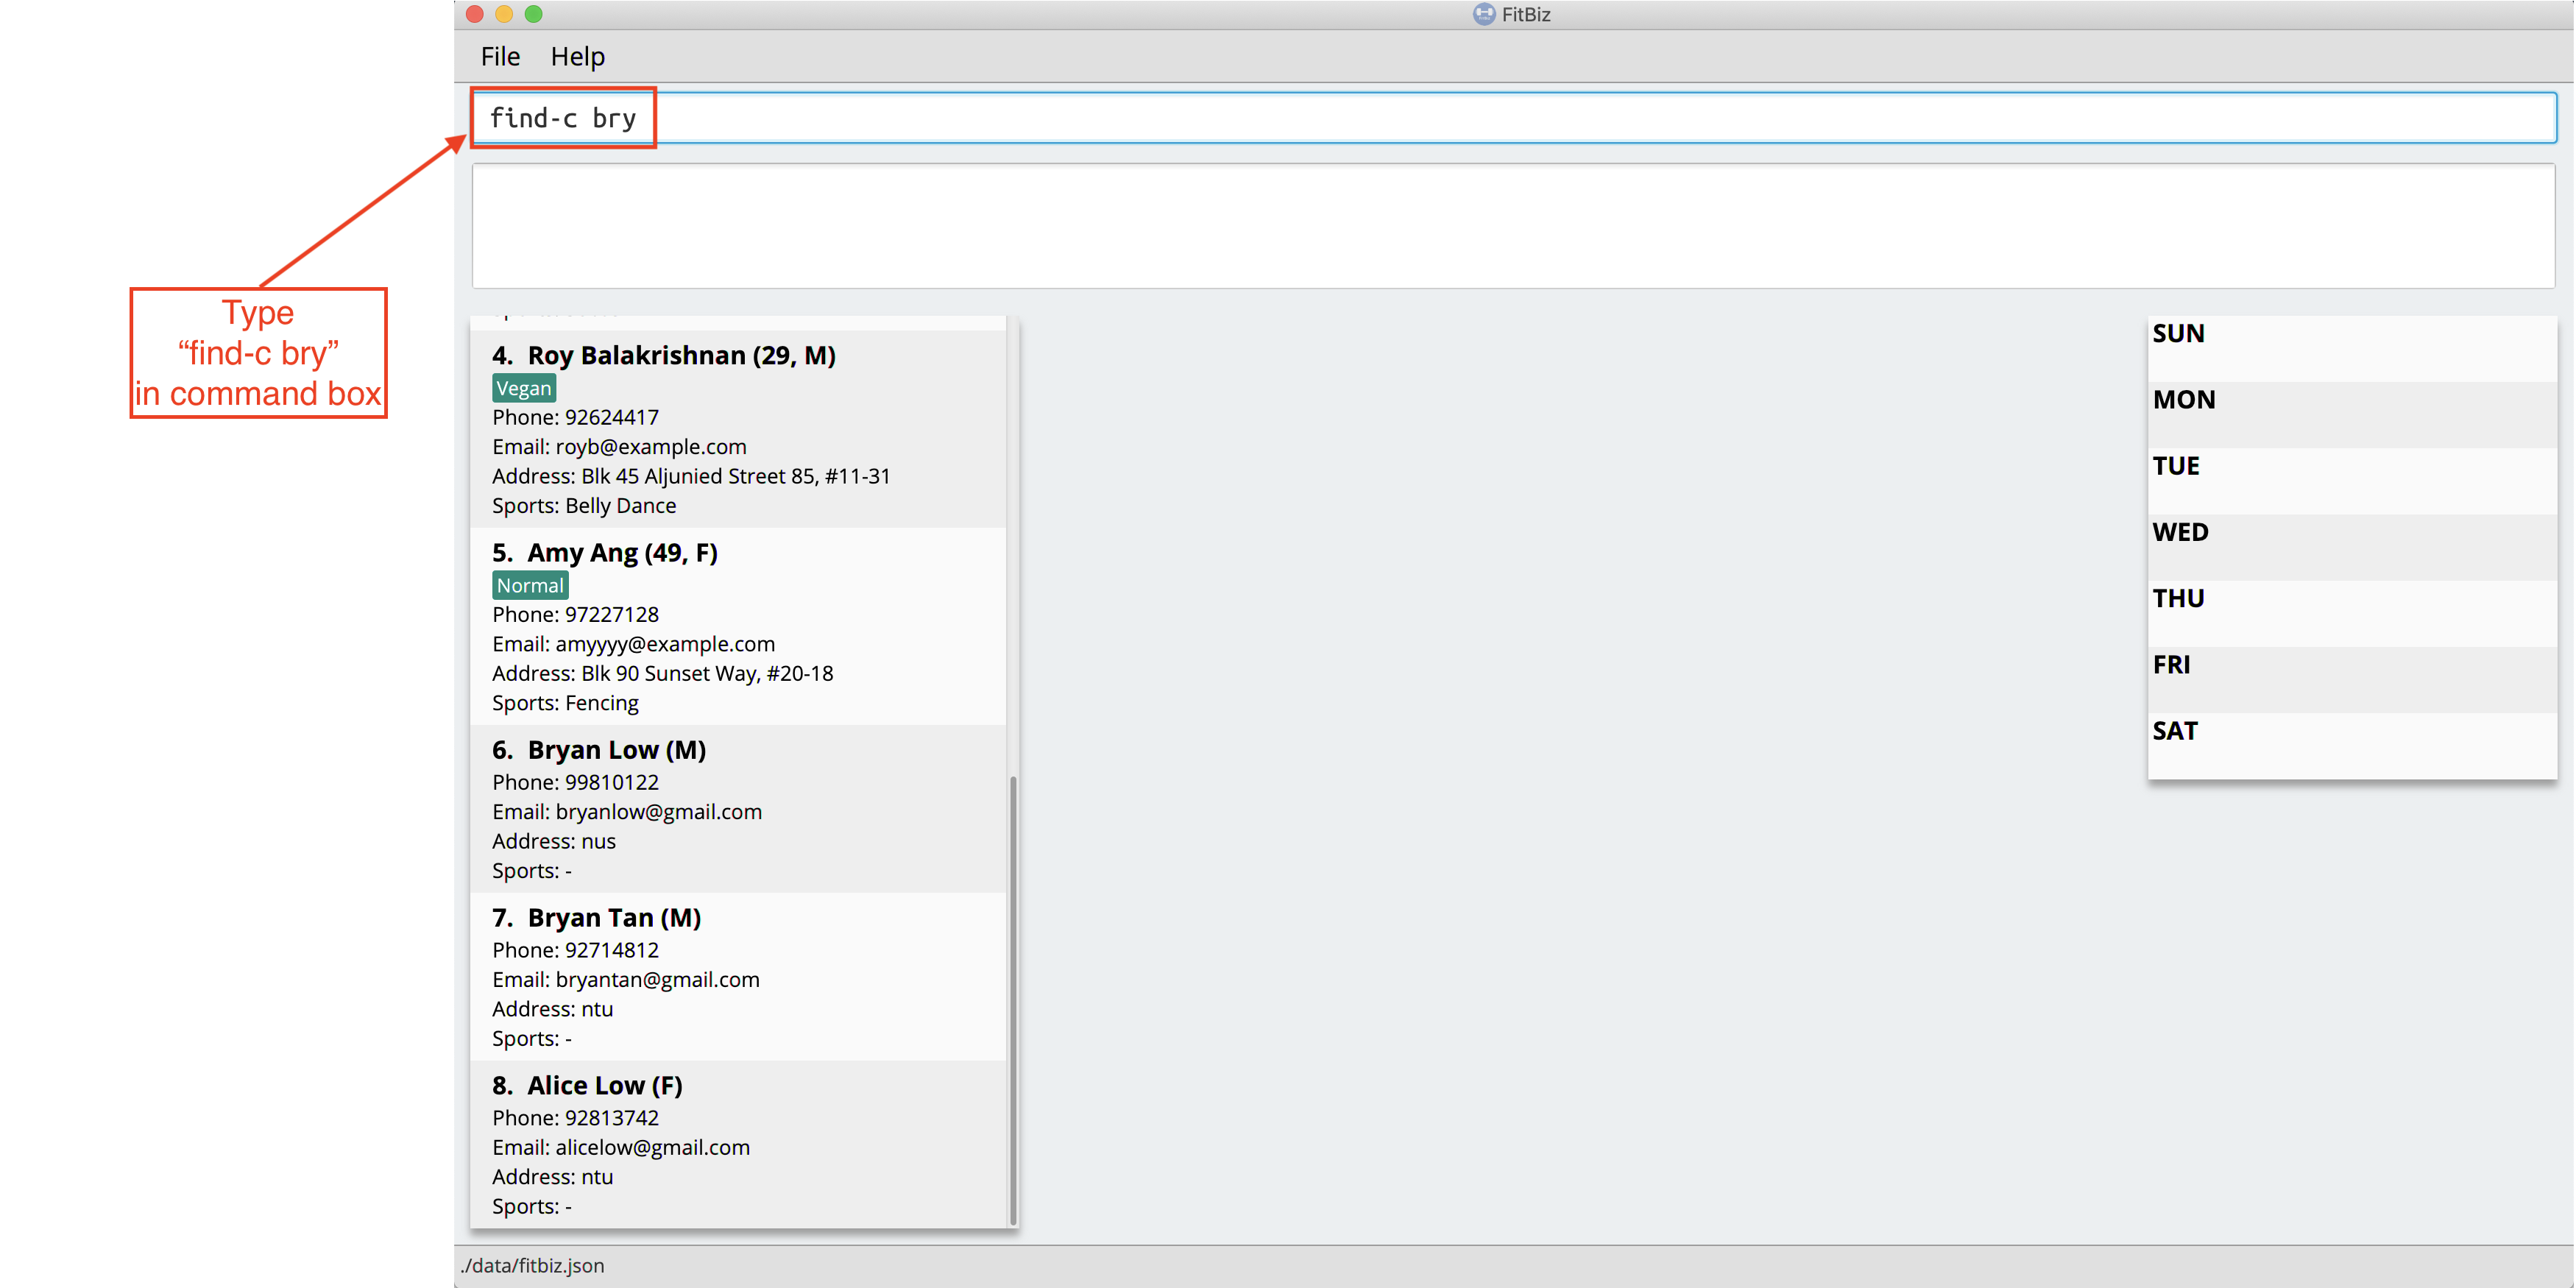 FitBiz
File Help
find-c bry
Type
“find-c bry”
in command box
4. Roy Balakrishnan (29, M)
Vegan
Phone: 92624417
Email: royb@example.com
Address: Blk 45 Aljunied Street 85, #11-31
Sports: Belly Dance
5. Amy Ang (49, F)
Normal
Phone: 97227128
Email: amyyyy@example.com
Address: Blk 90 Sunset Way, #20-18
Sports: Fencing
6. Bryan Low (M)
Phone: 99810122
Email: bryanlow@gmail.com
Address: nus
Sports: -
7. Bryan Tan (M)
Phone: 92714812
Email: bryantan@gmail.com
Address: ntu
Sports: -
8. Alice Low (F)
Phone: 92813742
Email: alicelow@gmail.com
Address: ntu
Sports: -
SUN
MON
TUE
WED
THU
FRI
SAT
./data/fitbiz.json